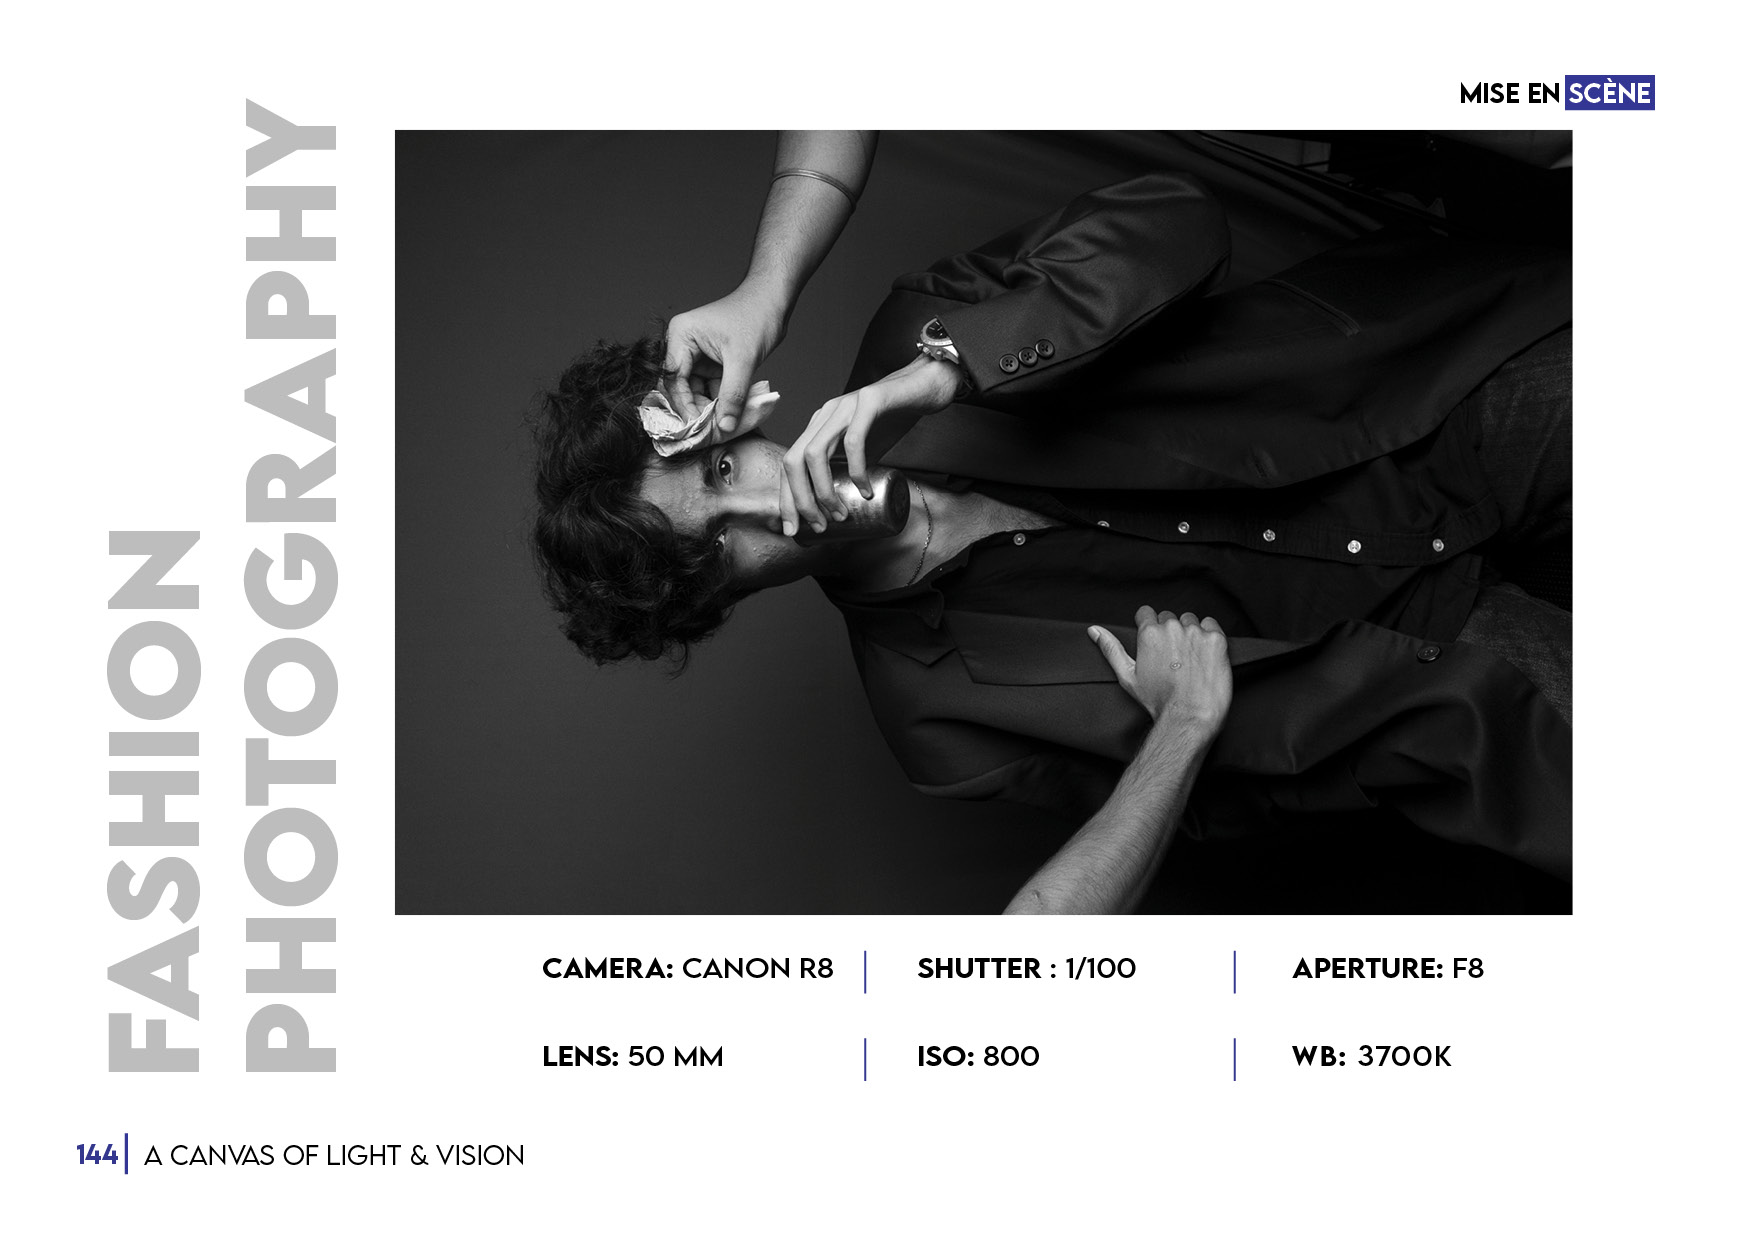 MISE EN SCÈNE
FASHION
PHOTOGRAPHY
CAMERA: CANON R8
SHUTTER : 1/100
APERTURE: F8
LENS: 50 MM
ISO: 800
WB: 3700K
144
A CANVAS OF LIGHT & VISION